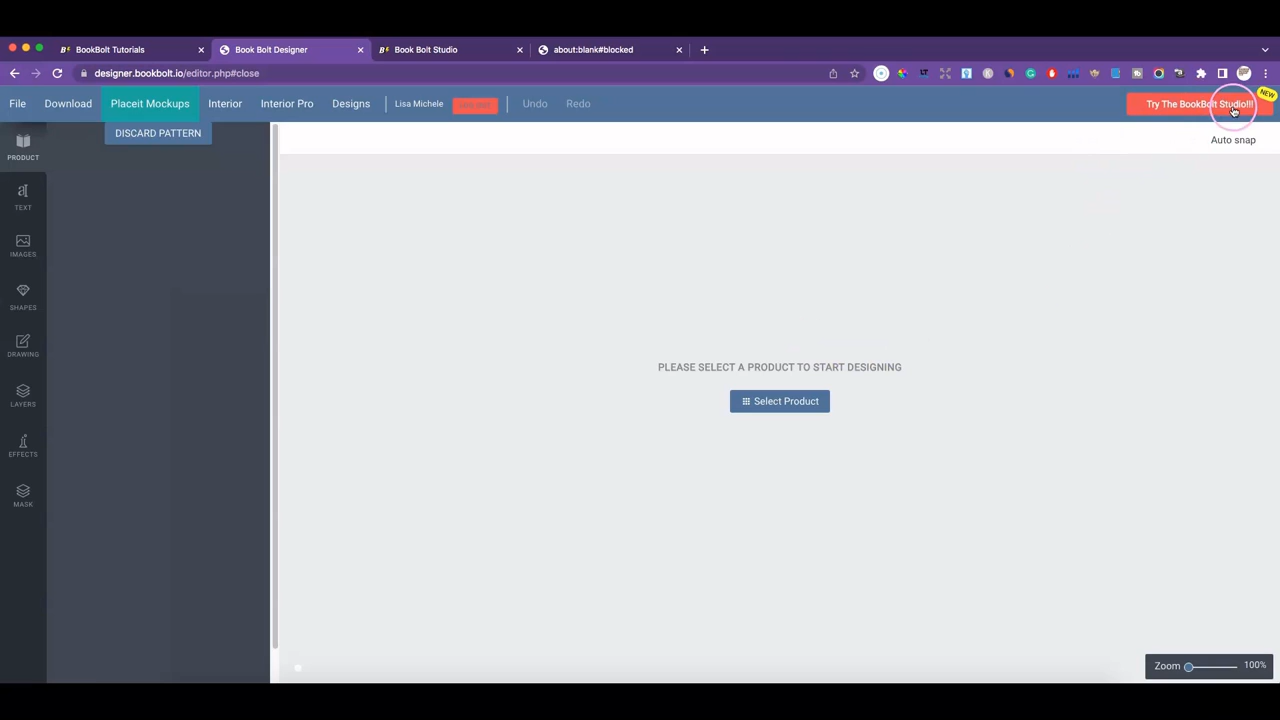 BookBolt Tutorials
Book Bolt Designer
Book Bolt Studio
about:blank#blocked
designer.bookbolt.io/editor.php#close
File
Download
Placeit Mockups
Interior
Interior Pro
Designs
Lisa Michele
Undo
Redo
Try The BookBolt Studio!!!
NEW
DISCARD PATTERN
Auto snap
PRODUCT
TEXT
IMAGES
SHAPES
DRAWING
LAYERS
EFFECTS
MASK
PLEASE SELECT A PRODUCT TO START DESIGNING
Select Product
Zoom
100%